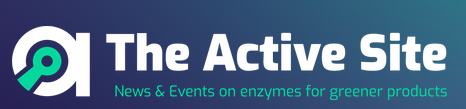 The Active Site
News & Events on enzymes for greener products